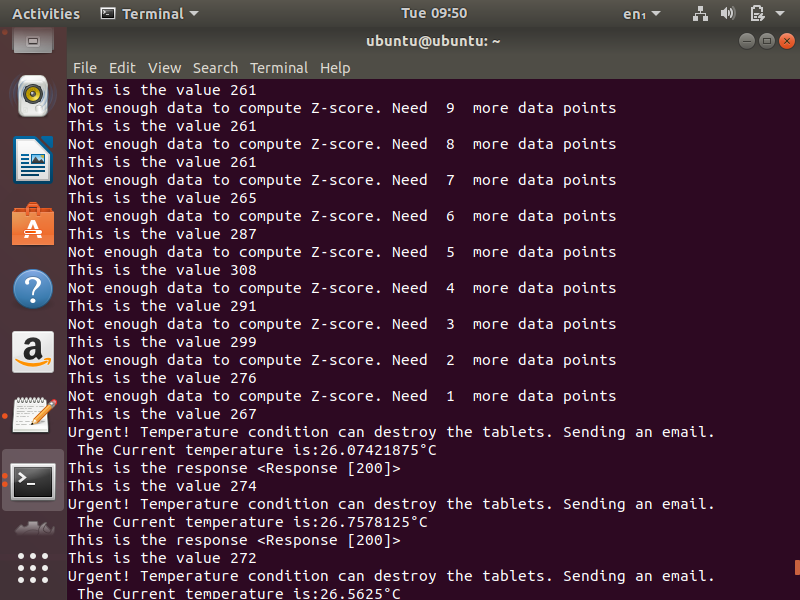 Activities Terminal Tue 09:50 en₁
ubuntu@ubuntu: ~
File Edit View Search Terminal Help
This is the value 261
Not enough data to compute Z-score. Need  9  more data points
This is the value 261
Not enough data to compute Z-score. Need  8  more data points
This is the value 261
Not enough data to compute Z-score. Need  7  more data points
This is the value 265
Not enough data to compute Z-score. Need  6  more data points
This is the value 287
Not enough data to compute Z-score. Need  5  more data points
This is the value 308
Not enough data to compute Z-score. Need  4  more data points
This is the value 291
Not enough data to compute Z-score. Need  3  more data points
This is the value 299
Not enough data to compute Z-score. Need  2  more data points
This is the value 276
Not enough data to compute Z-score. Need  1  more data points
This is the value 267
Urgent! Temperature condition can destroy the tablets. Sending an email.
 The Current temperature is:26.07421875°C
This is the response <Response [200]>
This is the value 274
Urgent! Temperature condition can destroy the tablets. Sending an email.
 The Current temperature is:26.7578125°C
This is the response <Response [200]>
This is the value 272
Urgent! Temperature condition can destroy the tablets. Sending an email.
 The Current temperature is:26.5625°C